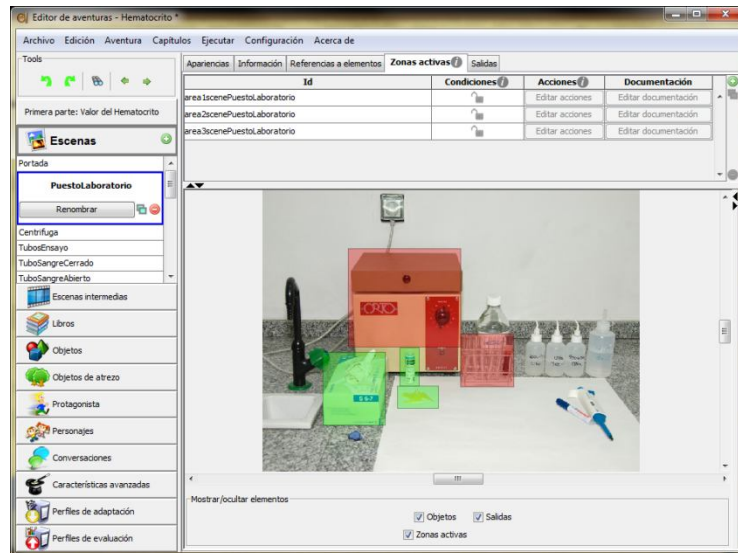 Editor de aventuras - Hematocrito *
Archivo Edición Aventura Capítulos Ejecutar Configuración Acerca de
Tools
Primera parte: Valor del Hematocrito
Escenas
Portada
PuestoLaboratorio
Renombrar
Centrifuga
TubosEnsayo
TuboSangreCerrado
TuboSangreAbierto
Escenas intermedias
Libros
Objetos
Objetos de atrezo
Protagonista
Personajes
Conversaciones
Características avanzadas
Perfiles de adaptación
Perfiles de evaluación
Apariencias Información Referencias a elementos Zonas activas Salidas
Id Condiciones Acciones Documentación
area1scenePuestoLaboratorio Editar acciones Editar documentación
area2scenePuestoLaboratorio Editar acciones Editar documentación
area3scenePuestoLaboratorio Editar acciones Editar documentación
ORTO
Mostrar/ocultar elementos
Objetos Salidas
Zonas activas